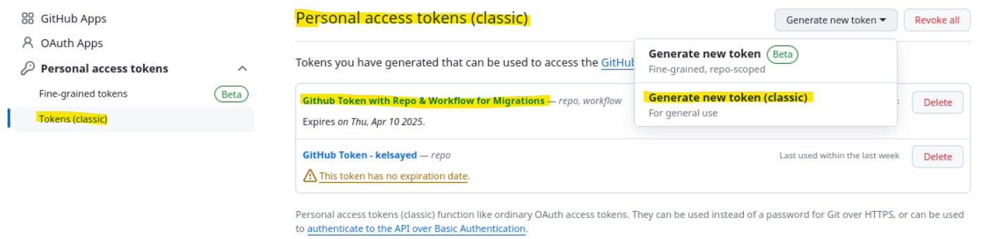 GitHub Apps
OAuth Apps
Personal access tokens
Fine-grained tokens Beta
Tokens (classic)
Personal access tokens (classic)
Generate new token
Revoke all
Generate new token Beta
Fine-grained, repo-scoped
Generate new token (classic)
For general use
Tokens you have generated that can be used to access the GitHub
Github Token with Repo & Workflow for Migrations — repo, workflow
Delete
Expires on Thu, Apr 10 2025.
GitHub Token - kelsayed — repo
Last used within the last week
Delete
This token has no expiration date.
Personal access tokens (classic) function like ordinary OAuth access tokens. They can be used instead of a password for Git over HTTPS, or can be used
to authenticate to the API over Basic Authentication.